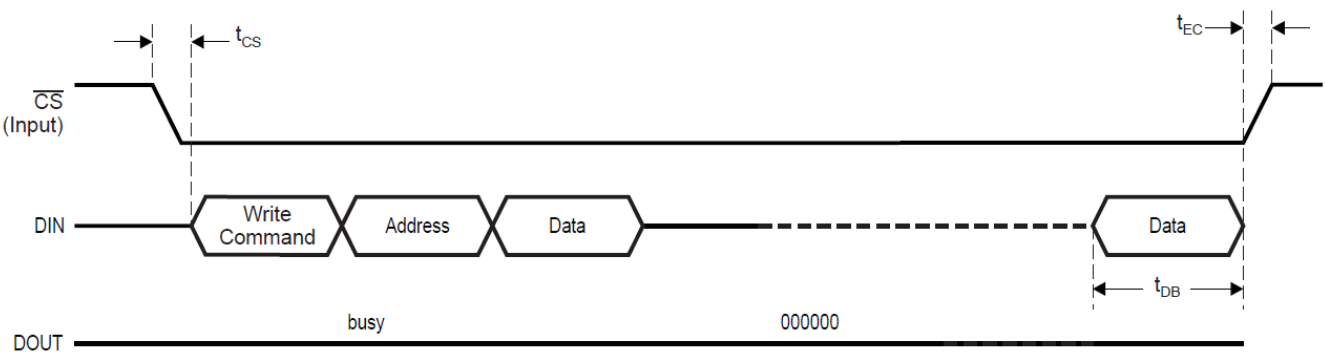 tCS
tEC
CS
(Input)
DIN
Write
Command
Address
Data
Data
tDB
busy
000000
DOUT